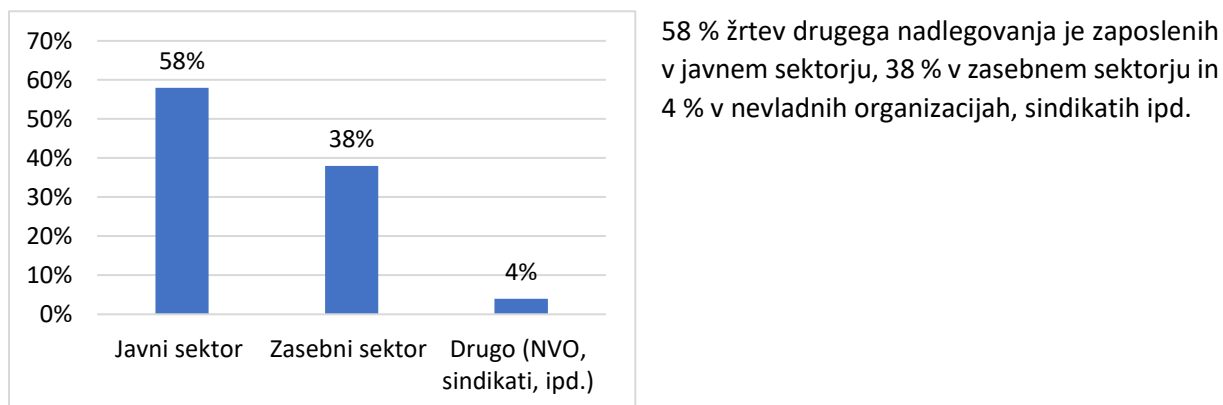 70%
60%
50%
40%
30%
20%
10%
0%
58%
38%
4%
Javni sektor
Zasebni sektor
Drugo (NVO,
sindikati, ipd.)
58 % žrtev drugega nadlegovanja je zaposlenih
v javnem sektorju, 38 % v zasebnem sektorju in
4 % v nevladnih organizacijah, sindikatih ipd.